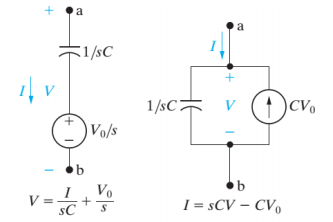 + a
1/sC
I V
+
V₀/s
−
− b
V = I/sC + V₀/s
a
I
+
1/sC V CV₀
−
b
I = sCV − CV₀